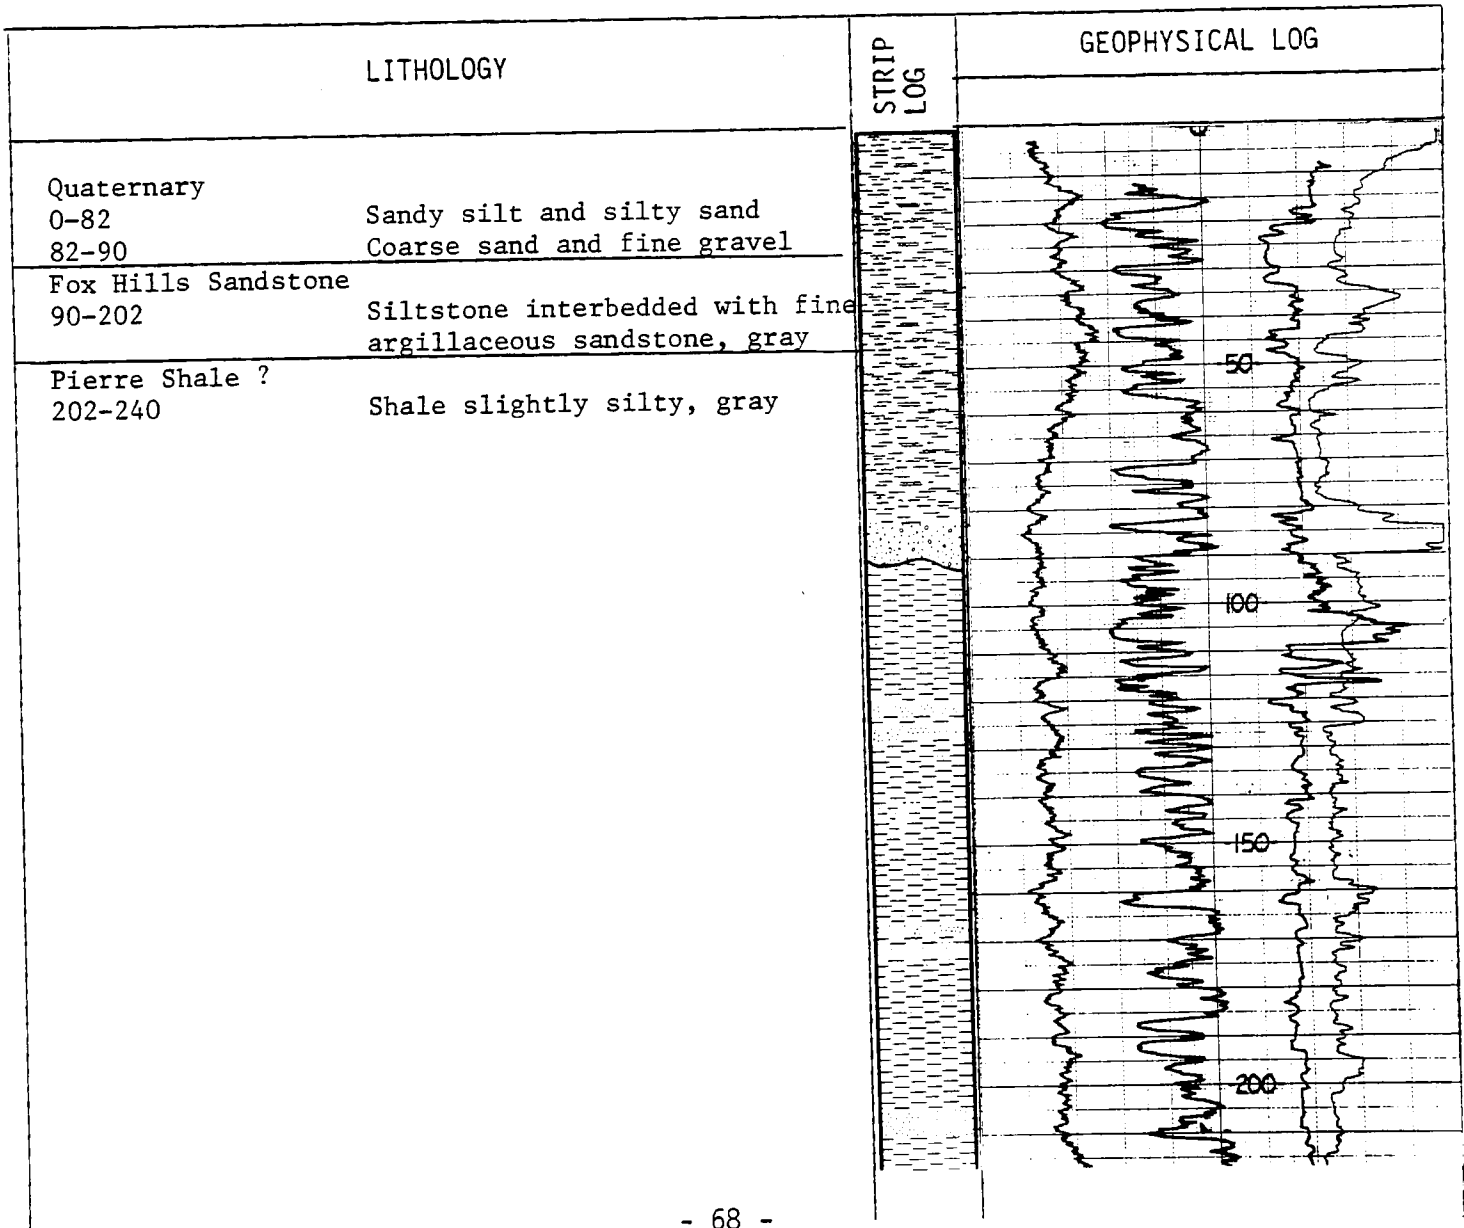 LITHOLOGY
STRIP LOG
GEOPHYSICAL LOG
Quaternary
0-82 Sandy silt and silty sand
82-90 Coarse sand and fine gravel
Fox Hills Sandstone
90-202 Siltstone interbedded with fine
argillaceous sandstone, gray
Pierre Shale ?
202-240 Shale slightly silty, gray
0
50
100
150
200
- 68 -